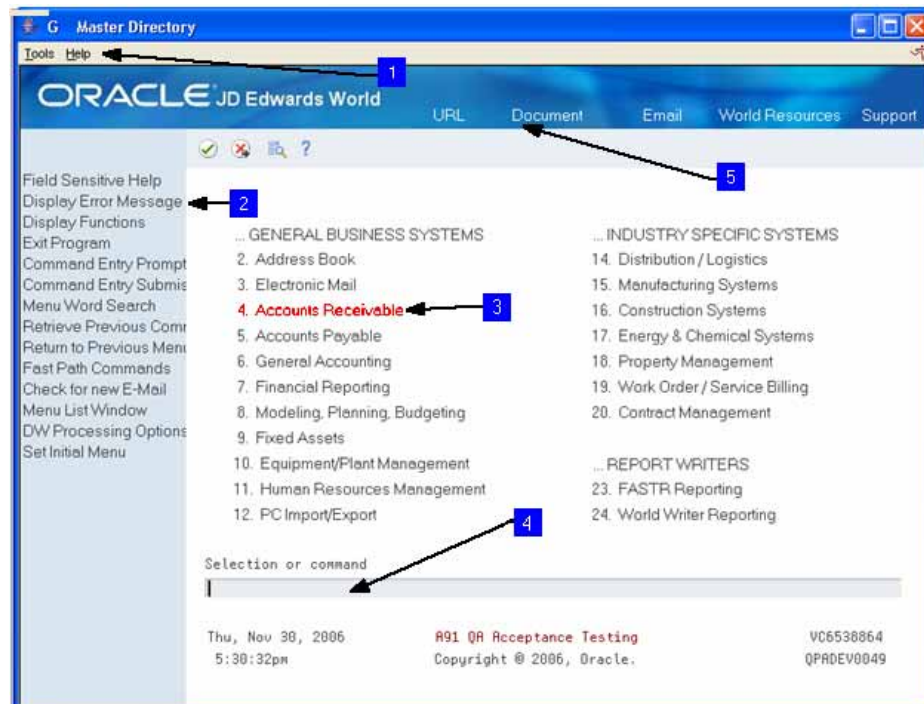 G Master Directory
Tools Help
1
ORACLE JD Edwards World
URL Document Email World Resources Support
5
?
Field Sensitive Help
Display Error Message
2
Display Functions
Exit Program
Command Entry Prompt
Command Entry Submis
Menu Word Search
Retrieve Previous Com
Return to Previous Menu
Fast Path Commands
Check for new E-Mail
Menu List Window
DW Processing Options
Set Initial Menu
... GENERAL BUSINESS SYSTEMS
2. Address Book
3. Electronic Mail
4. Accounts Receivable
3
5. Accounts Payable
6. General Accounting
7. Financial Reporting
8. Modeling, Planning, Budgeting
9. Fixed Assets
10. Equipment/Plant Management
11. Human Resources Management
12. PC Import/Export
... INDUSTRY SPECIFIC SYSTEMS
14. Distribution / Logistics
15. Manufacturing Systems
16. Construction Systems
17. Energy & Chemical Systems
18. Property Management
19. Work Order / Service Billing
20. Contract Management
... REPORT WRITERS
23. FASTR Reporting
24. World Writer Reporting
4
Selection or command
Thu, Nov 30, 2006 A91 QA Acceptance Testing VC6538864
5:30:32pm Copyright @ 2006, Oracle. QPADEV0049